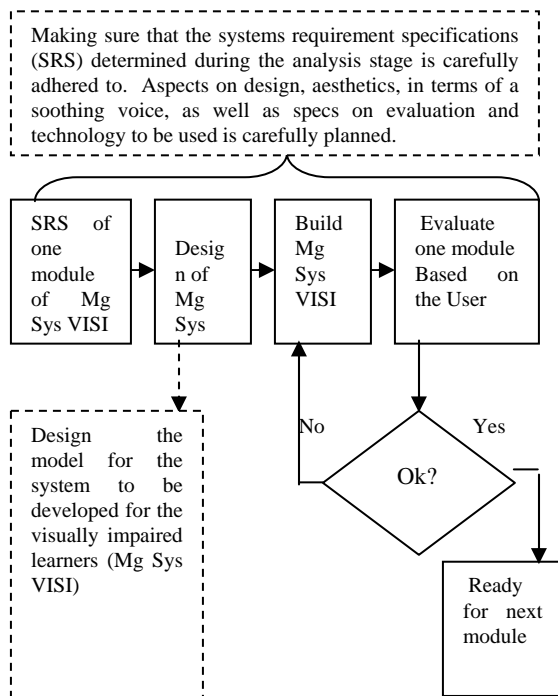 Making sure that the systems requirement specifications
(SRS) determined during the analysis stage is carefully
adhered to. Aspects on design, aesthetics, in terms of a
soothing voice, as well as specs on evaluation and
technology to be used is carefully planned.
SRS of
one
module
of Mg
Sys VISI
Desig
n of
Mg
Sys
Build
Mg
Sys
VISI
Evaluate
one module
Based on
the User
Design the
model for the
system to be
developed for the
visually impaired
learners (Mg Sys
VISI)
No
Yes
Ok?
Ready
for next
module